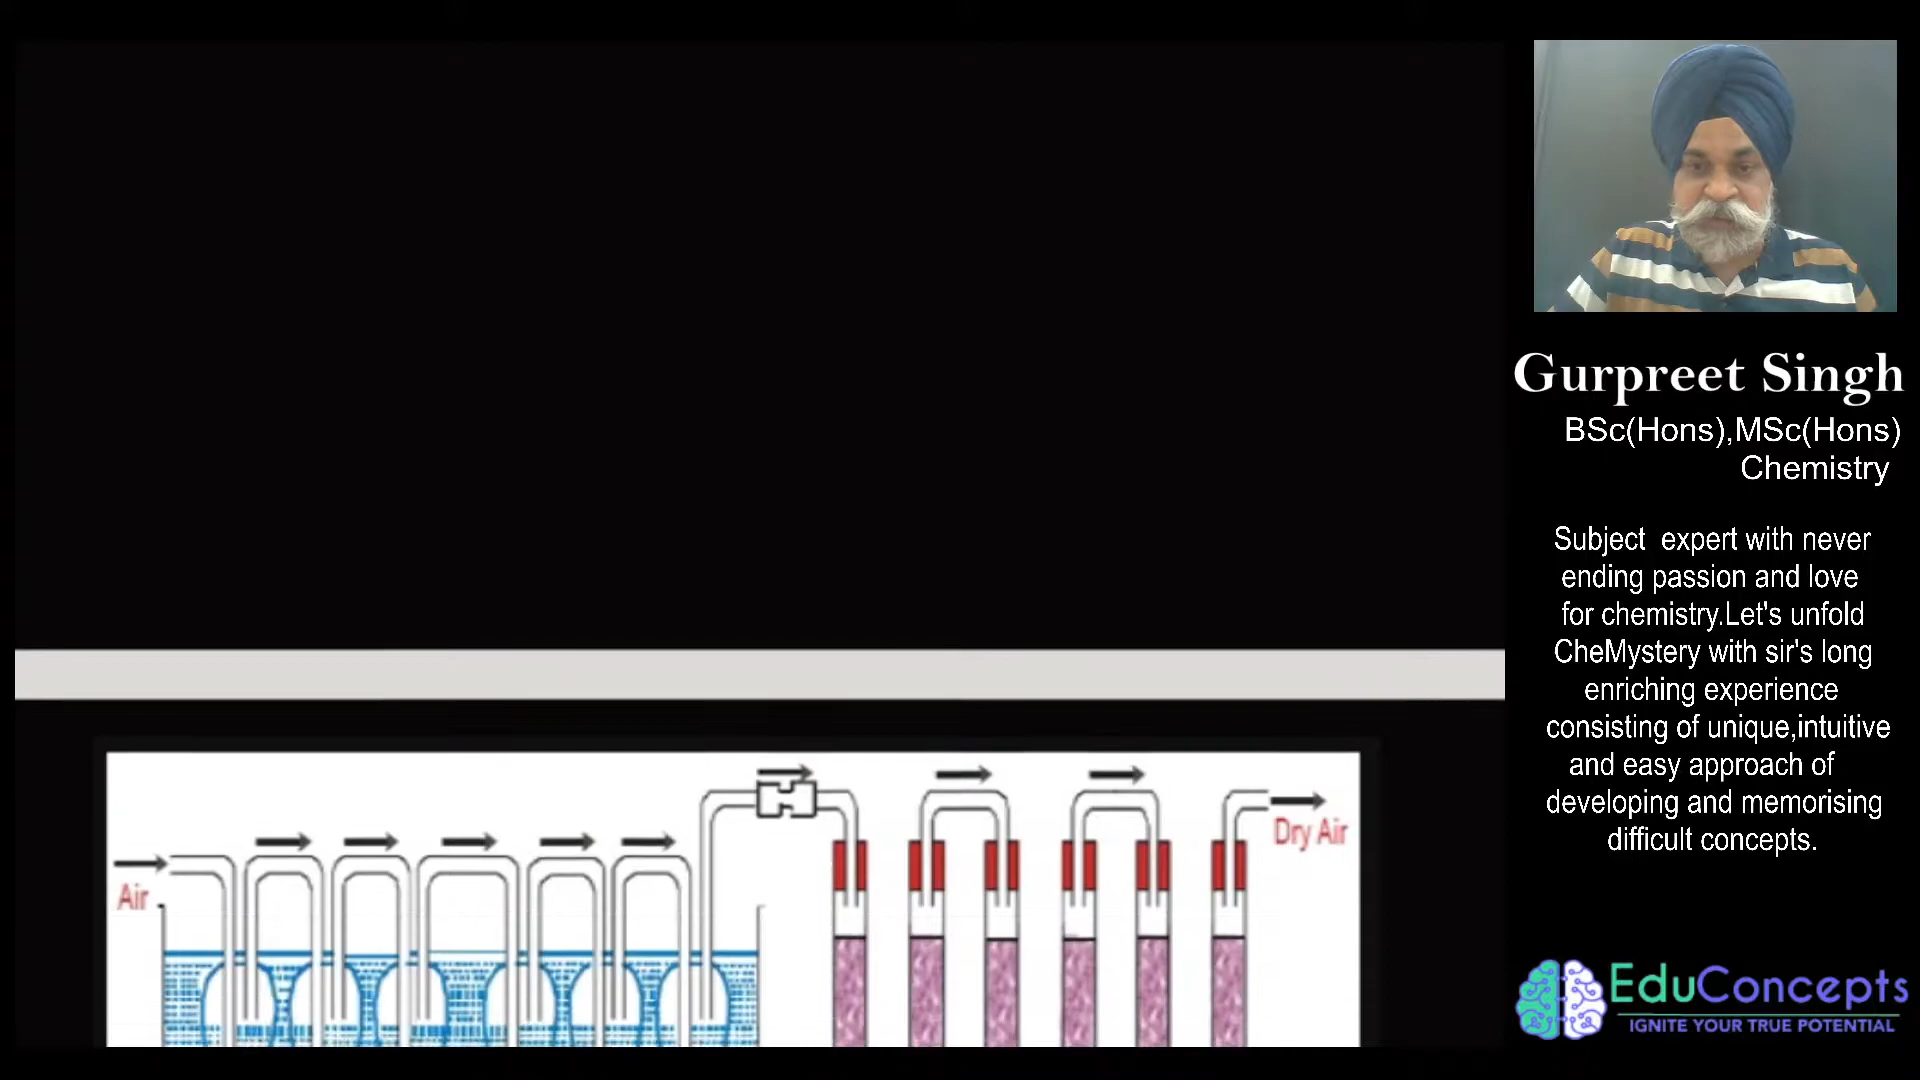 Gurpreet Singh
BSc(Hons),MSc(Hons)
Chemistry
Subject expert with never
ending passion and love
for chemistry.Let's unfold
CheMystery with sir's long
enriching experience
consisting of unique,intuitive
and easy approach of
developing and memorising
difficult concepts.
Air
Dry Air
EduConcepts
IGNITE YOUR TRUE POTENTIAL